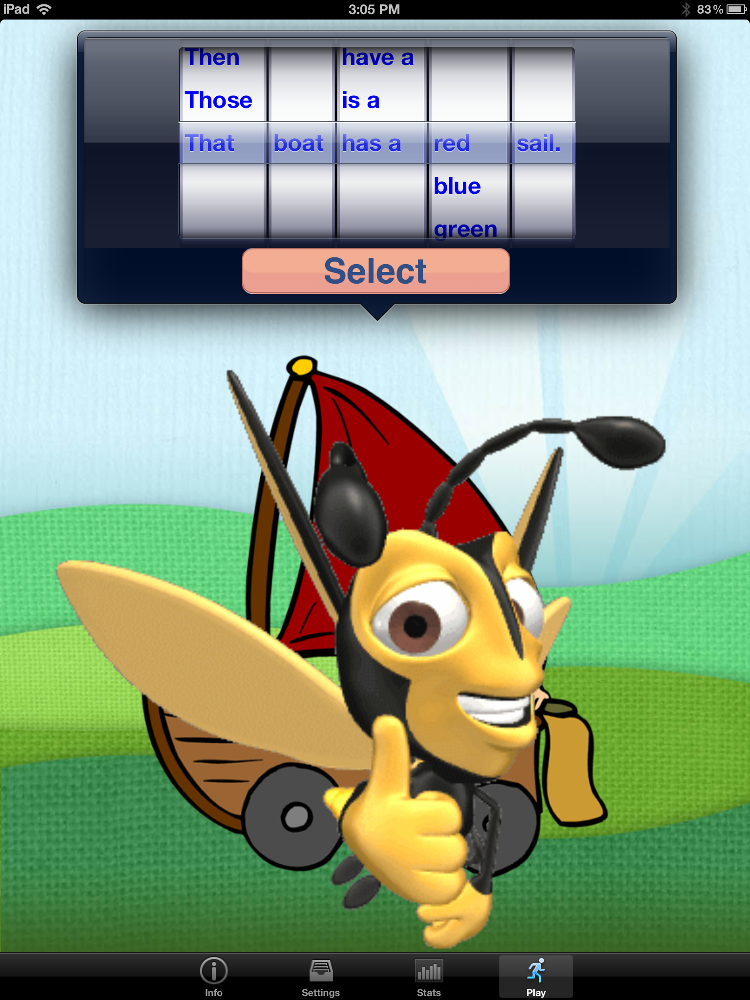 iPad 3:05 PM 83%
Then have a
Those is a
That boat has a red sail.
blue
green
Select
Info Settings Stats Play